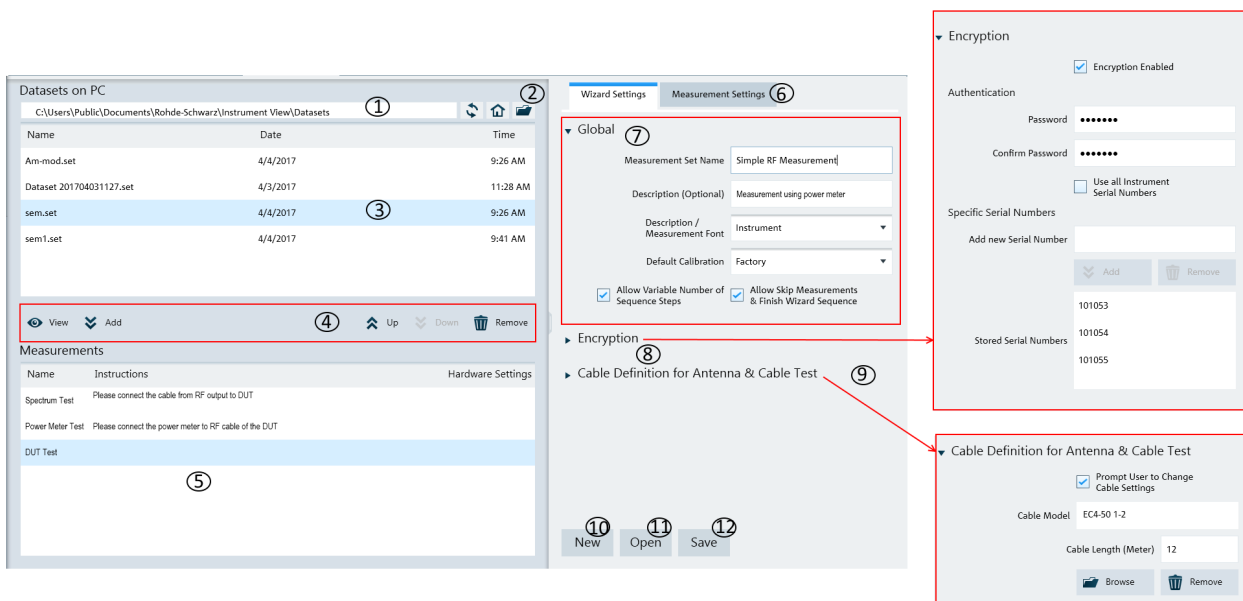 Datasets on PC
②
C:\Users\Public\Documents\Rohde-Schwarz\Instrument View\Datasets ①
Name Date Time
Am-mod.set 4/4/2017 9:26 AM
Dataset 201704031127.set 4/3/2017 11:28 AM
sem.set 4/4/2017 ③ 9:26 AM
sem1.set 4/4/2017 9:41 AM
View Add ④ Up Down Remove
Measurements
Name Instructions Hardware Settings
Spectrum Test Please connect the cable from RF output to DUT
Power Meter Test Please connect the power meter to RF cable of the DUT
DUT Test
⑤
Wizard Settings Measurement Settings ⑥
Global ⑦
Measurement Set Name Simple RF Measurement
Description (Optional) Measurement using power meter
Description /
Measurement Font Instrument
Default Calibration Factory
Allow Variable Number of
Sequence Steps
Allow Skip Measurements
& Finish Wizard Sequence
Encryption
⑧
Cable Definition for Antenna & Cable Test ⑨
⑩ ⑪ ⑫
New Open Save
Encryption
Encryption Enabled
Authentication
Password •••••••
Confirm Password •••••••
Use all Instrument
Serial Numbers
Specific Serial Numbers
Add new Serial Number
Add Remove
101053
101054
Stored Serial Numbers
101055
Cable Definition for Antenna & Cable Test
Prompt User to Change
Cable Settings
Cable Model EC4-50 1-2
Cable Length (Meter) 12
Browse Remove